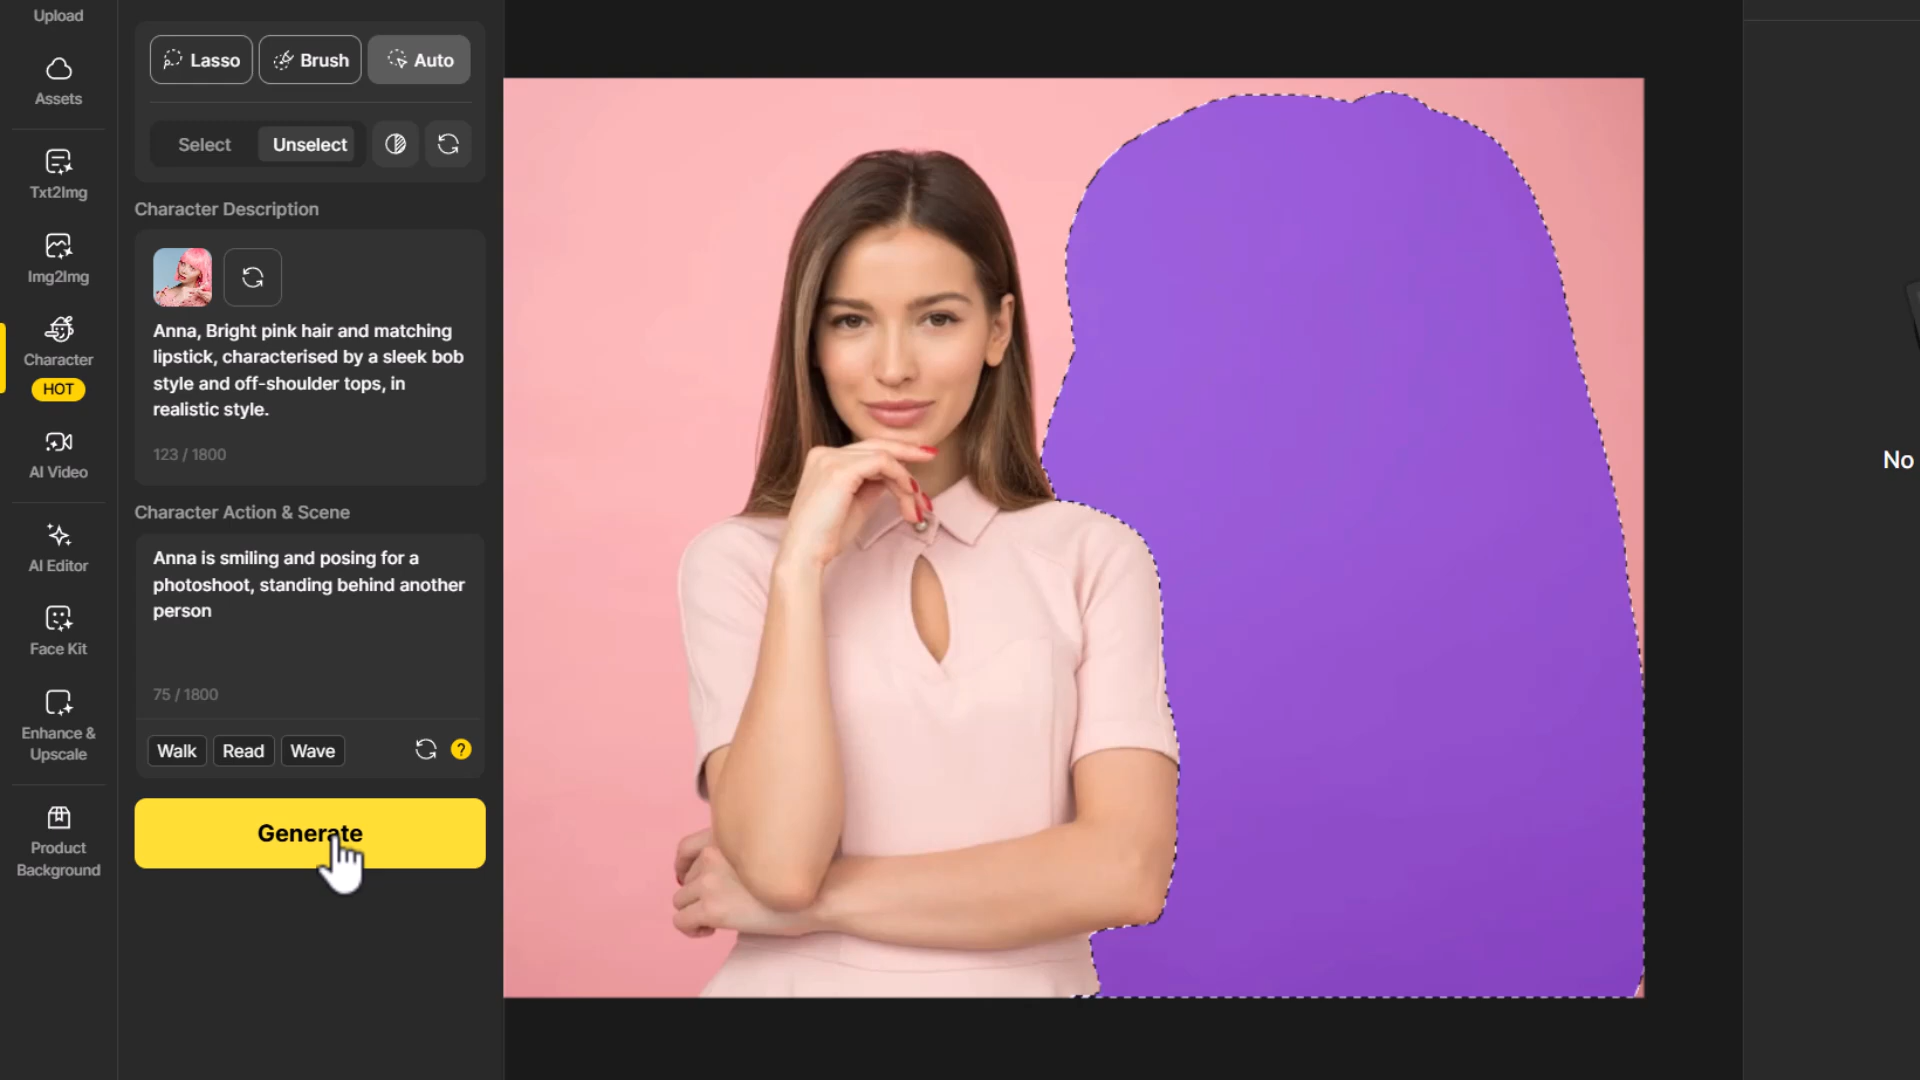 Upload
Assets
Txt2Img
Img2Img
Character
HOT
AI Video
AI Editor
Face Kit
Enhance &
Upscale
Product
Background
Lasso
Brush
Auto
Select
Unselect
Character Description
Anna, Bright pink hair and matching
lipstick, characterised by a sleek bob
style and off-shoulder tops, in
realistic style.
123 / 1800
Character Action & Scene
Anna is smiling and posing for a
photoshoot, standing behind another
person
75 / 1800
Walk
Read
Wave
?
Generate
No